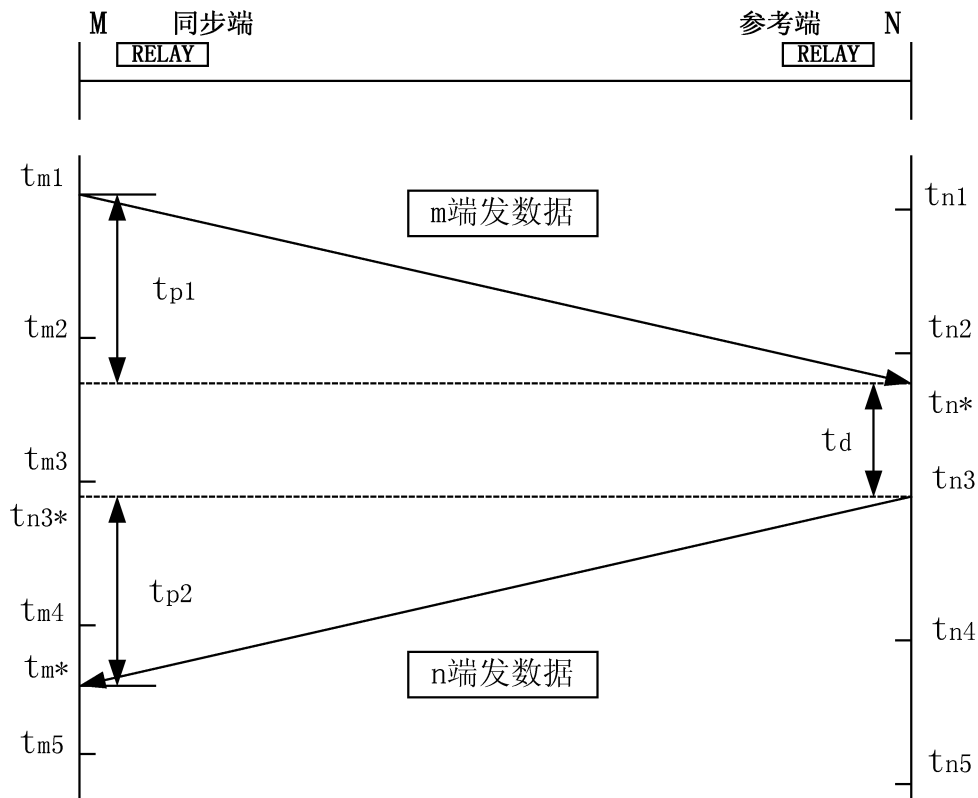 M 同步端 参考端 N
RELAY RELAY
tm1 tn1
m端发数据
tp1
tm2 tn2
tn*
td
tm3 tn3
tn3*
tp2
tm4 tn4
tm*
n端发数据
tm5 tn5